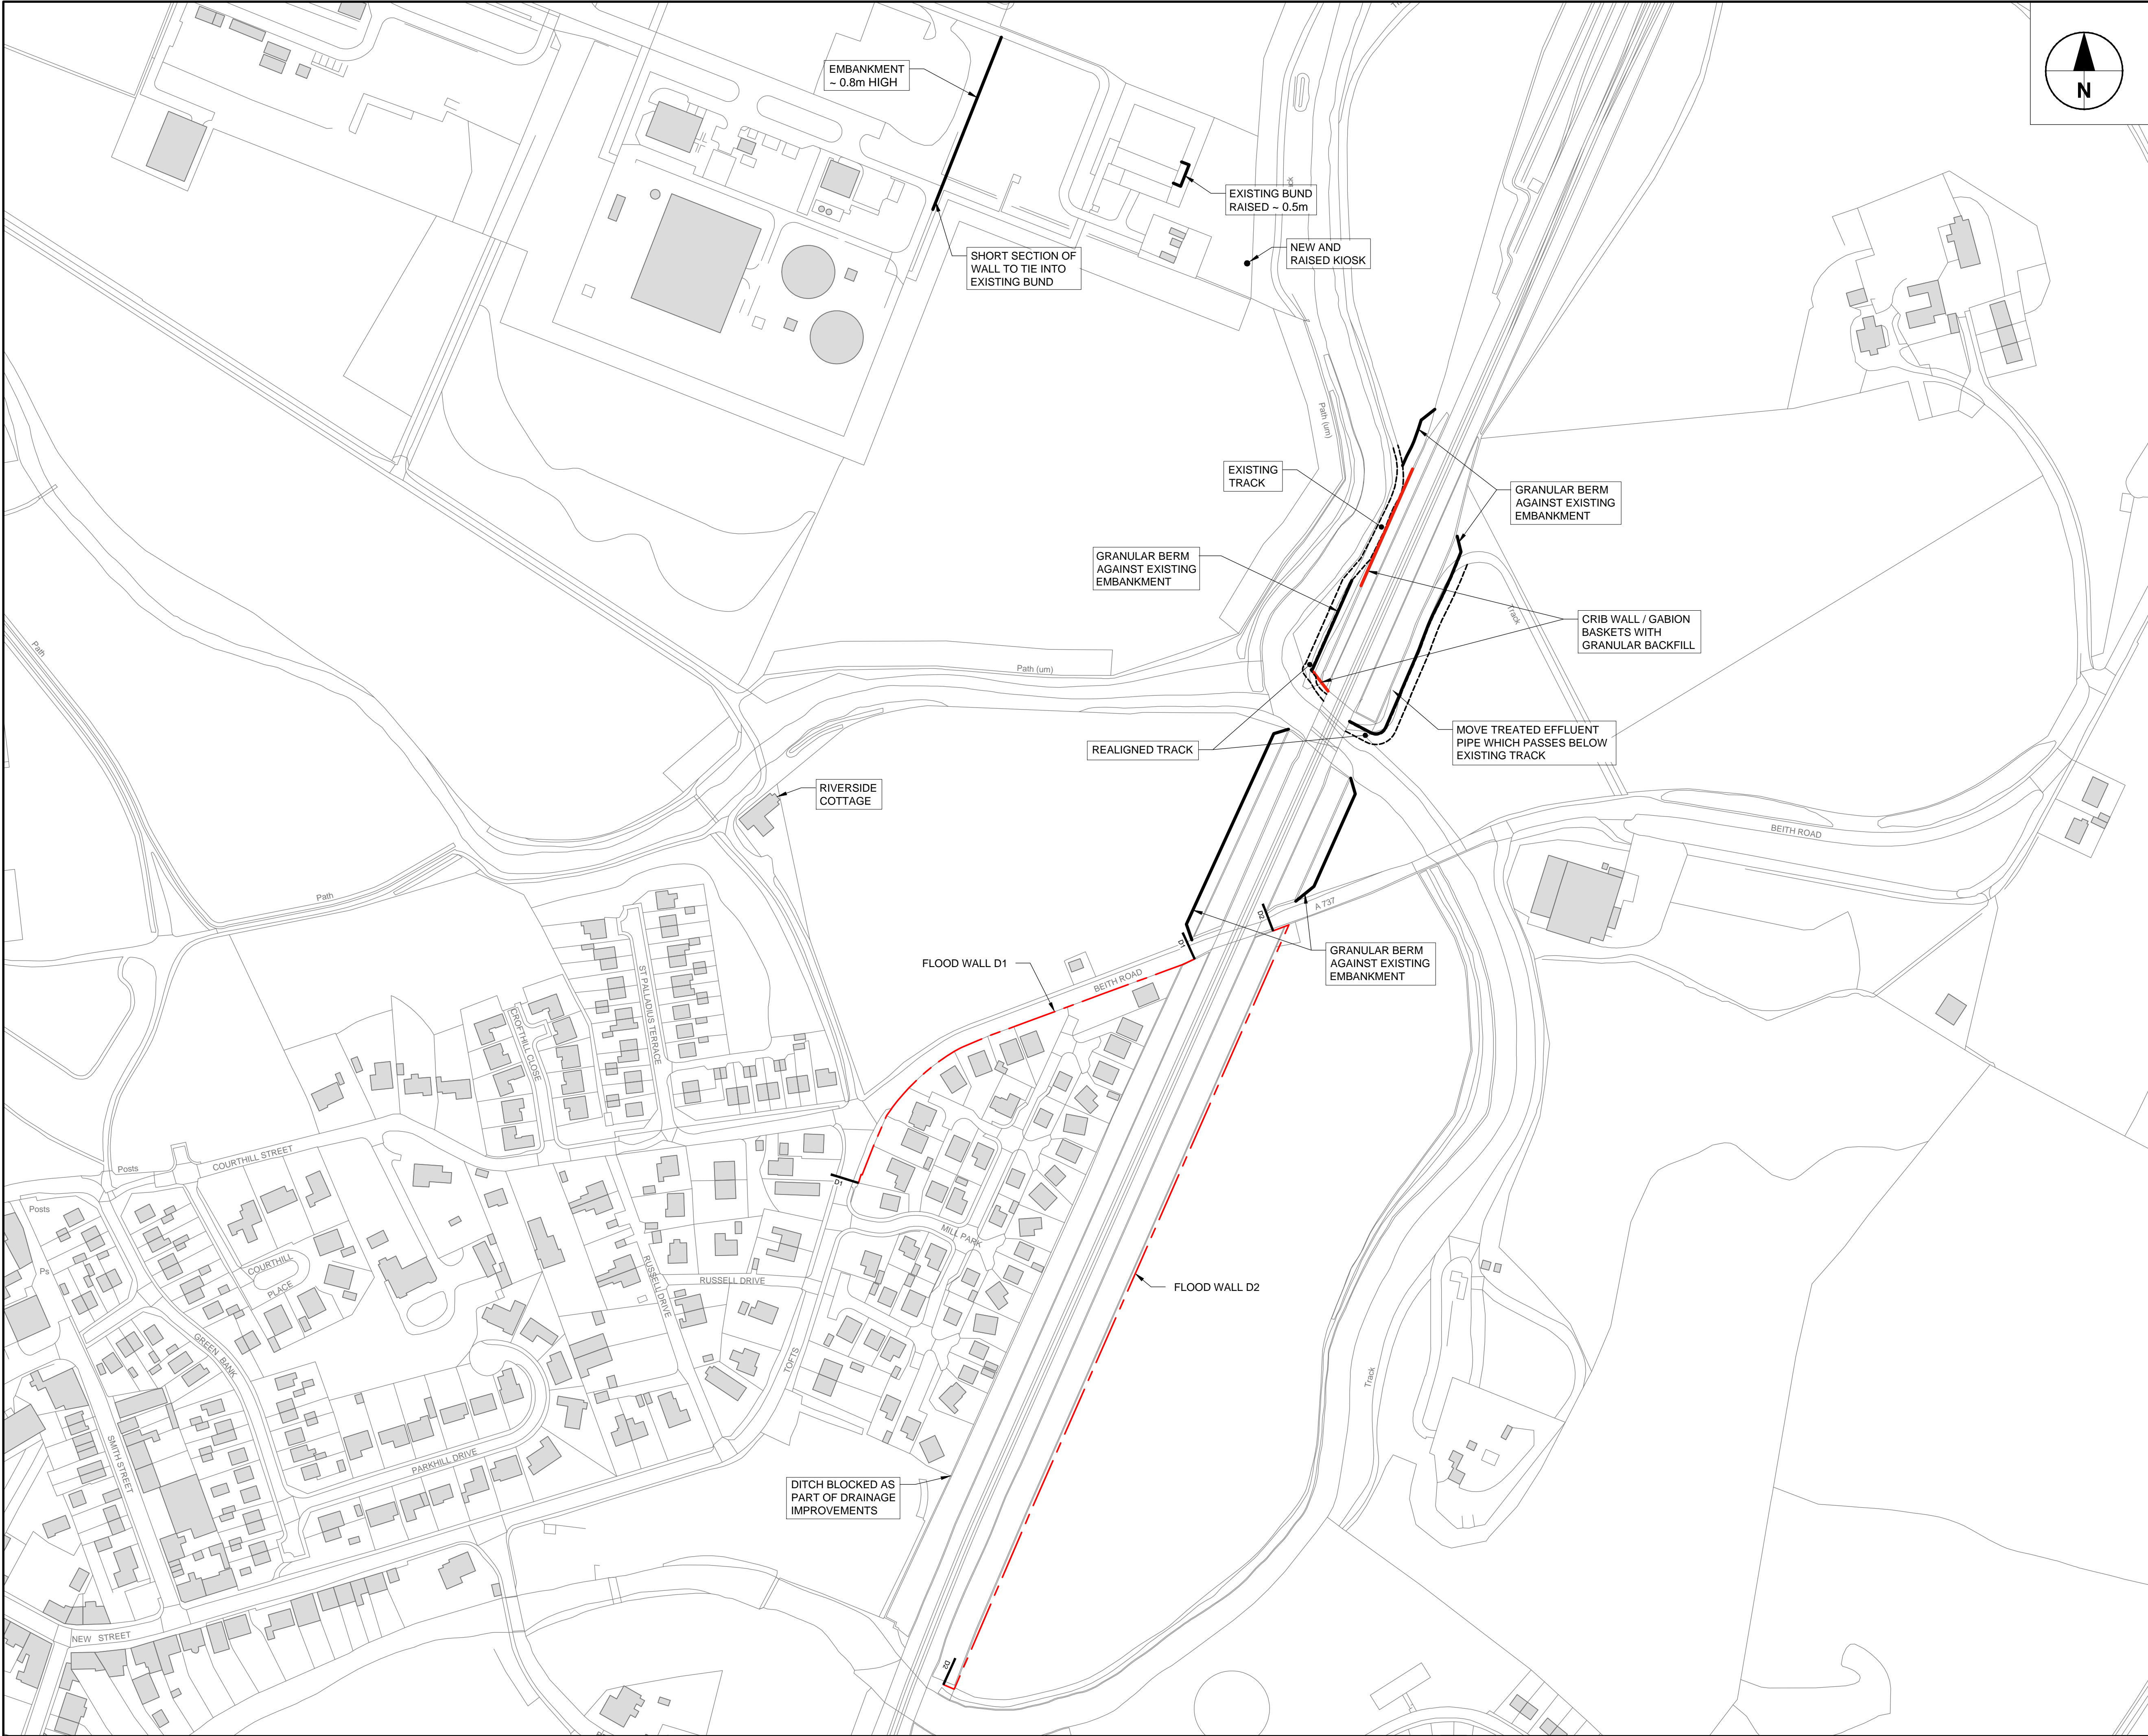 N
EMBANKMENT
~ 0.8m HIGH
EXISTING BUND
RAISED ~ 0.5m
NEW AND
RAISED KIOSK
SHORT SECTION OF
WALL TO TIE INTO
EXISTING BUND
Path (um)
EXISTING
TRACK
GRANULAR BERM
AGAINST EXISTING
EMBANKMENT
GRANULAR BERM
AGAINST EXISTING
EMBANKMENT
Track
CRIB WALL / GABION
BASKETS WITH
GRANULAR BACKFILL
Path
Path (um)
MOVE TREATED EFFLUENT
PIPE WHICH PASSES BELOW
EXISTING TRACK
REALIGNED TRACK
RIVERSIDE
COTTAGE
BEITH ROAD
Path
A 737
D2
D1
GRANULAR BERM
AGAINST EXISTING
EMBANKMENT
FLOOD WALL D1
BEITH ROAD
ST PALLADIUS TERRACE
CROFTHILL CLOSE
Posts
COURTHILL STREET
D1
Posts
MILL PARK
Ps
COURTHILL
PLACE
RUSSELL DRIVE
RUSSELL DRIVE
FLOOD WALL D2
GREEN BANK
TOFTS
Track
SMITH STREET
PARKHILL DRIVE
DITCH BLOCKED AS
PART OF DRAINAGE
IMPROVEMENTS
NEW STREET
D2